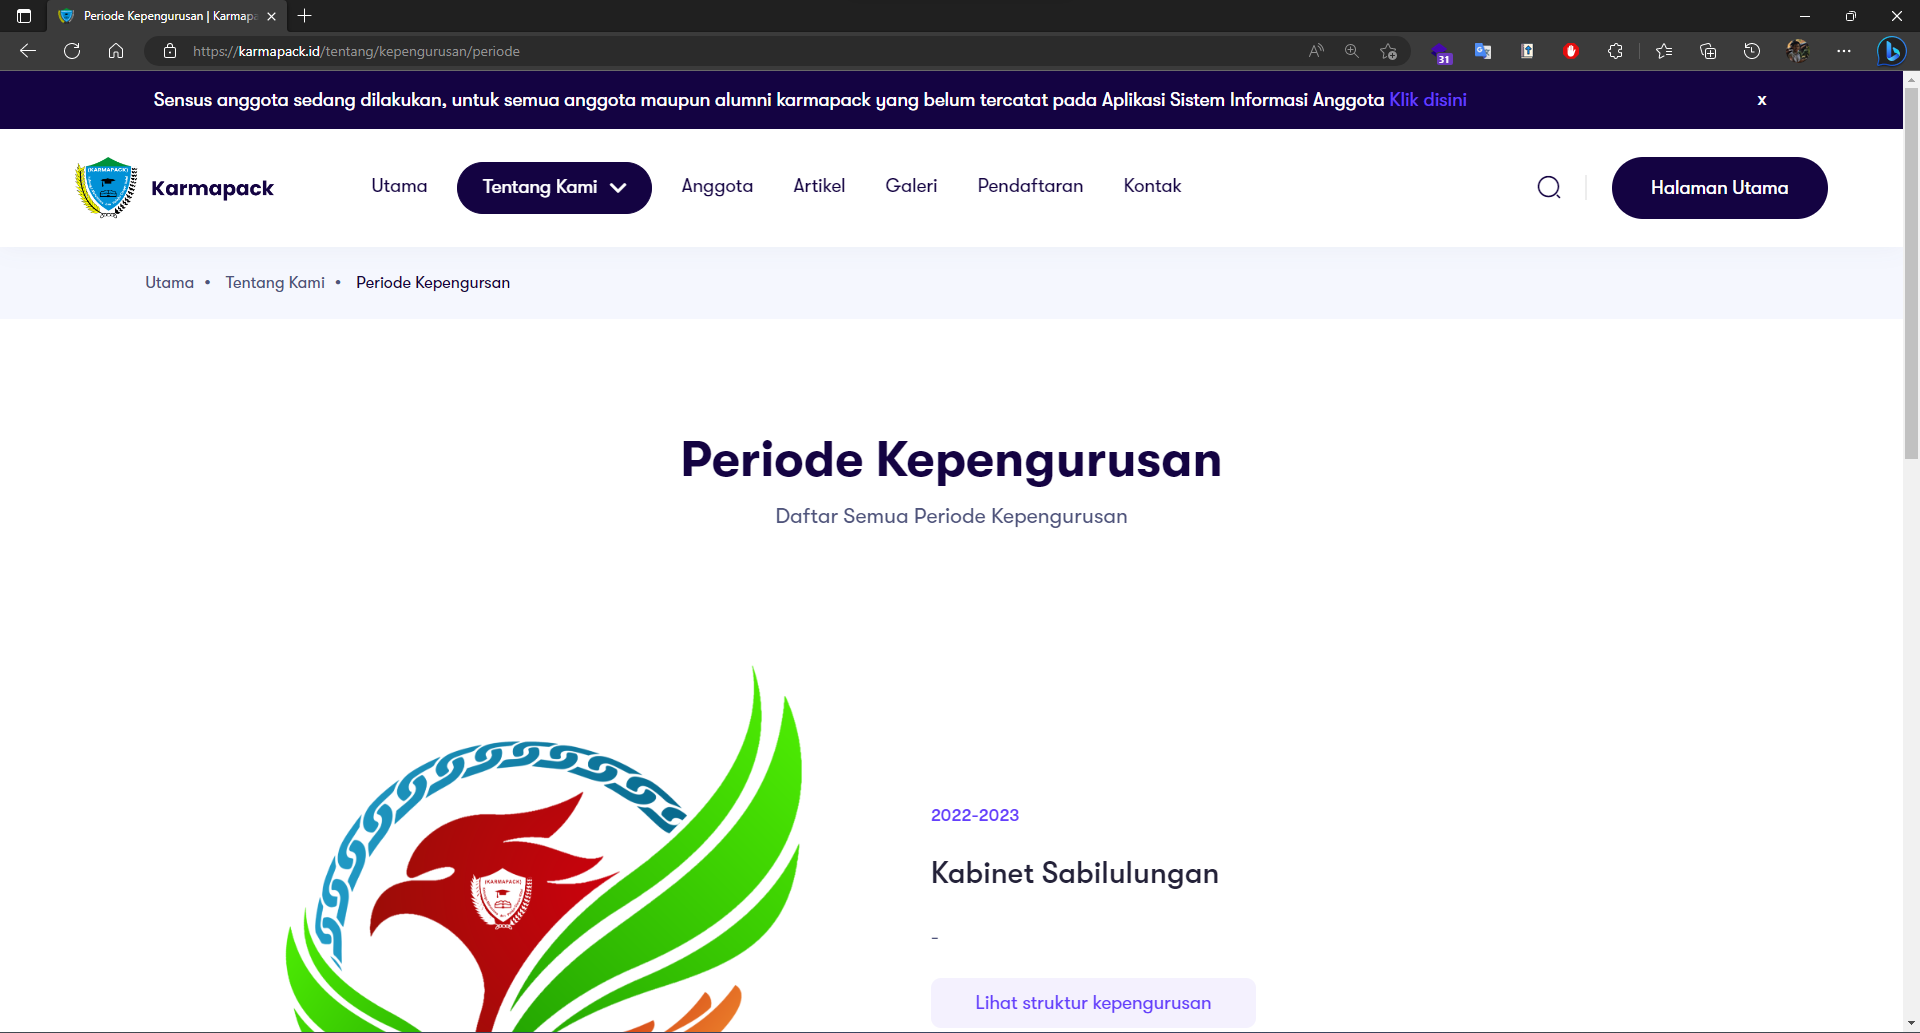 Periode Kepengurusan | Karmapa
https://karmapack.id/tentang/kepengurusan/periode
31
Sensus anggota sedang dilakukan, untuk semua anggota maupun alumni karmapack yang belum tercatat pada Aplikasi Sistem Informasi Anggota Klik disini
x
Karmapack
Utama
Tentang Kami
Anggota
Artikel
Galeri
Pendaftaran
Kontak
Halaman Utama
Utama • Tentang Kami • Periode Kepengursan
Periode Kepengurusan
Daftar Semua Periode Kepengurusan
(KARMAPACK)
2022-2023
Kabinet Sabilulungan
-
Lihat struktur kepengurusan